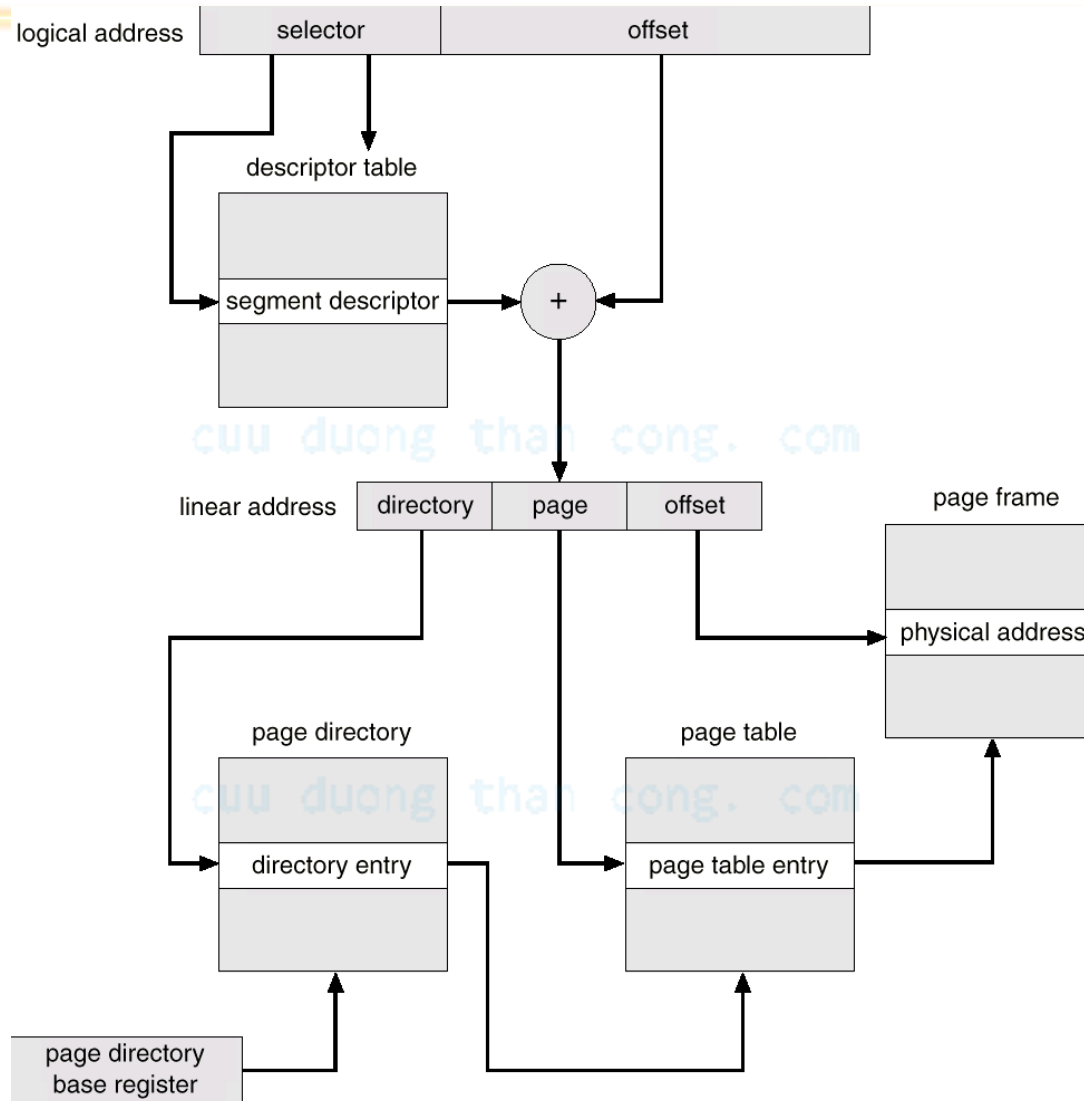 logical address
selector
offset
descriptor table
segment descriptor
+
cuu duong than cong. com
linear address
directory
page
offset
page frame
physical address
page directory
page table
cuu duong than cong. com
directory entry
page table entry
page directory
base register